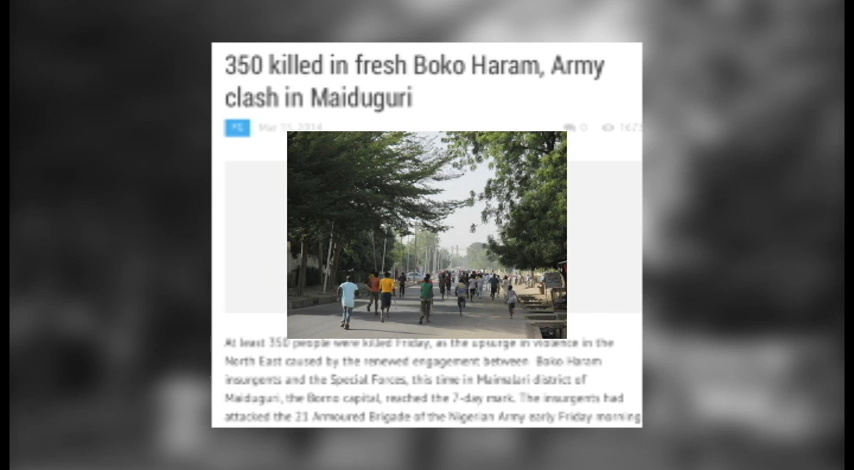 350 killed in fresh Boko Haram, Army
clash in Maiduguri
0
At least 350 people were killed Friday, as the upsurge in violence in the
North East caused by the renewed engagement between Boko Haram
insurgents and the Special Forces, this time in Maimalari district of
Maiduguri, the Borno capital, reached the 7-day mark. The insurgents had
attacked the 21 Armoured Brigade of the Nigerian Army early Friday morning